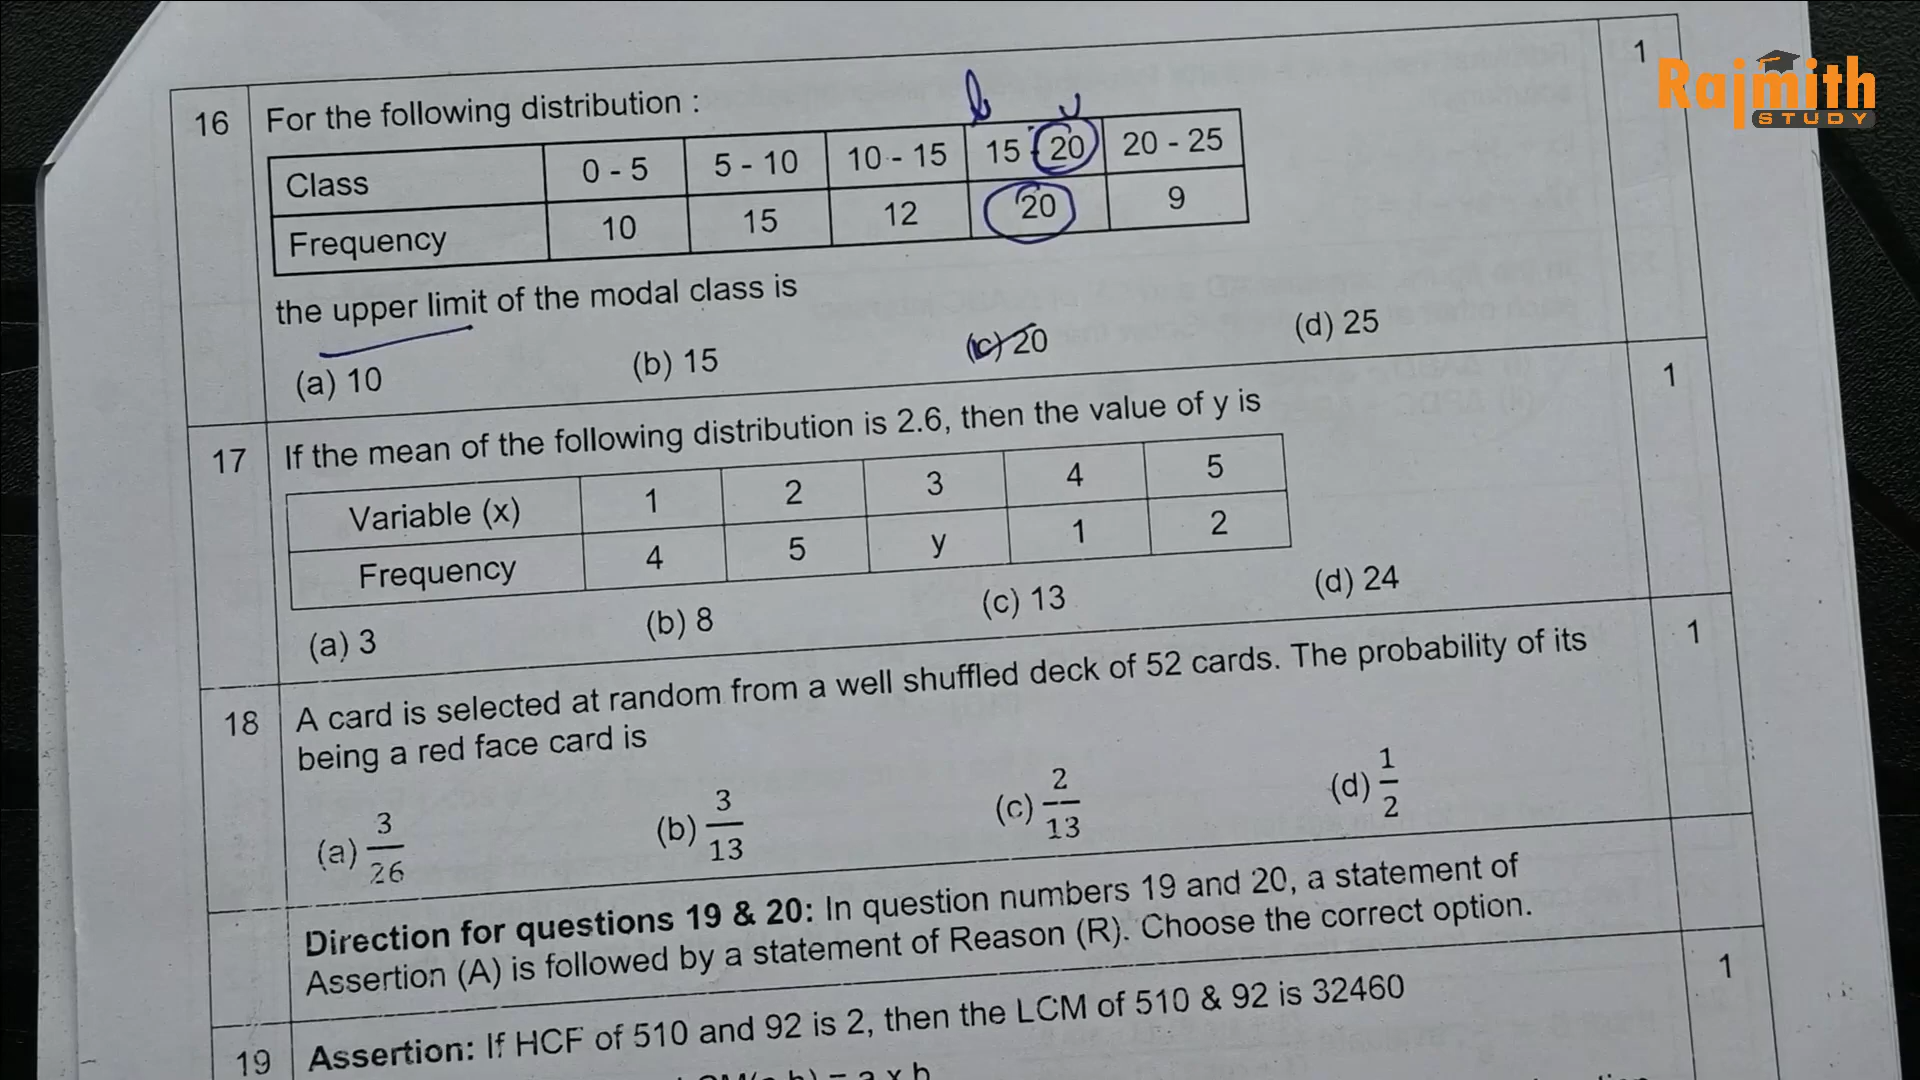 Rajmith
STUDY
1
16 For the following distribution :
l u
Class 0 - 5 5 - 10 10 - 15 15 - 20 20 - 25
Frequency 10 15 12 20 9
the upper limit of the modal class is
(a) 10 (b) 15 (c) 20 (d) 25
1
17 If the mean of the following distribution is 2.6, then the value of y is
Variable (x) 1 2 3 4 5
Frequency 4 5 y 1 2
(a) 3 (b) 8 (c) 13 (d) 24
1
18 A card is selected at random from a well shuffled deck of 52 cards. The probability of its
being a red face card is
(a) 3/26 (b) 3/13 (c) 2/13 (d) 1/2
Direction for questions 19 & 20: In question numbers 19 and 20, a statement of
Assertion (A) is followed by a statement of Reason (R). Choose the correct option.
1
19 Assertion: If HCF of 510 and 92 is 2, then the LCM of 510 & 92 is 32460